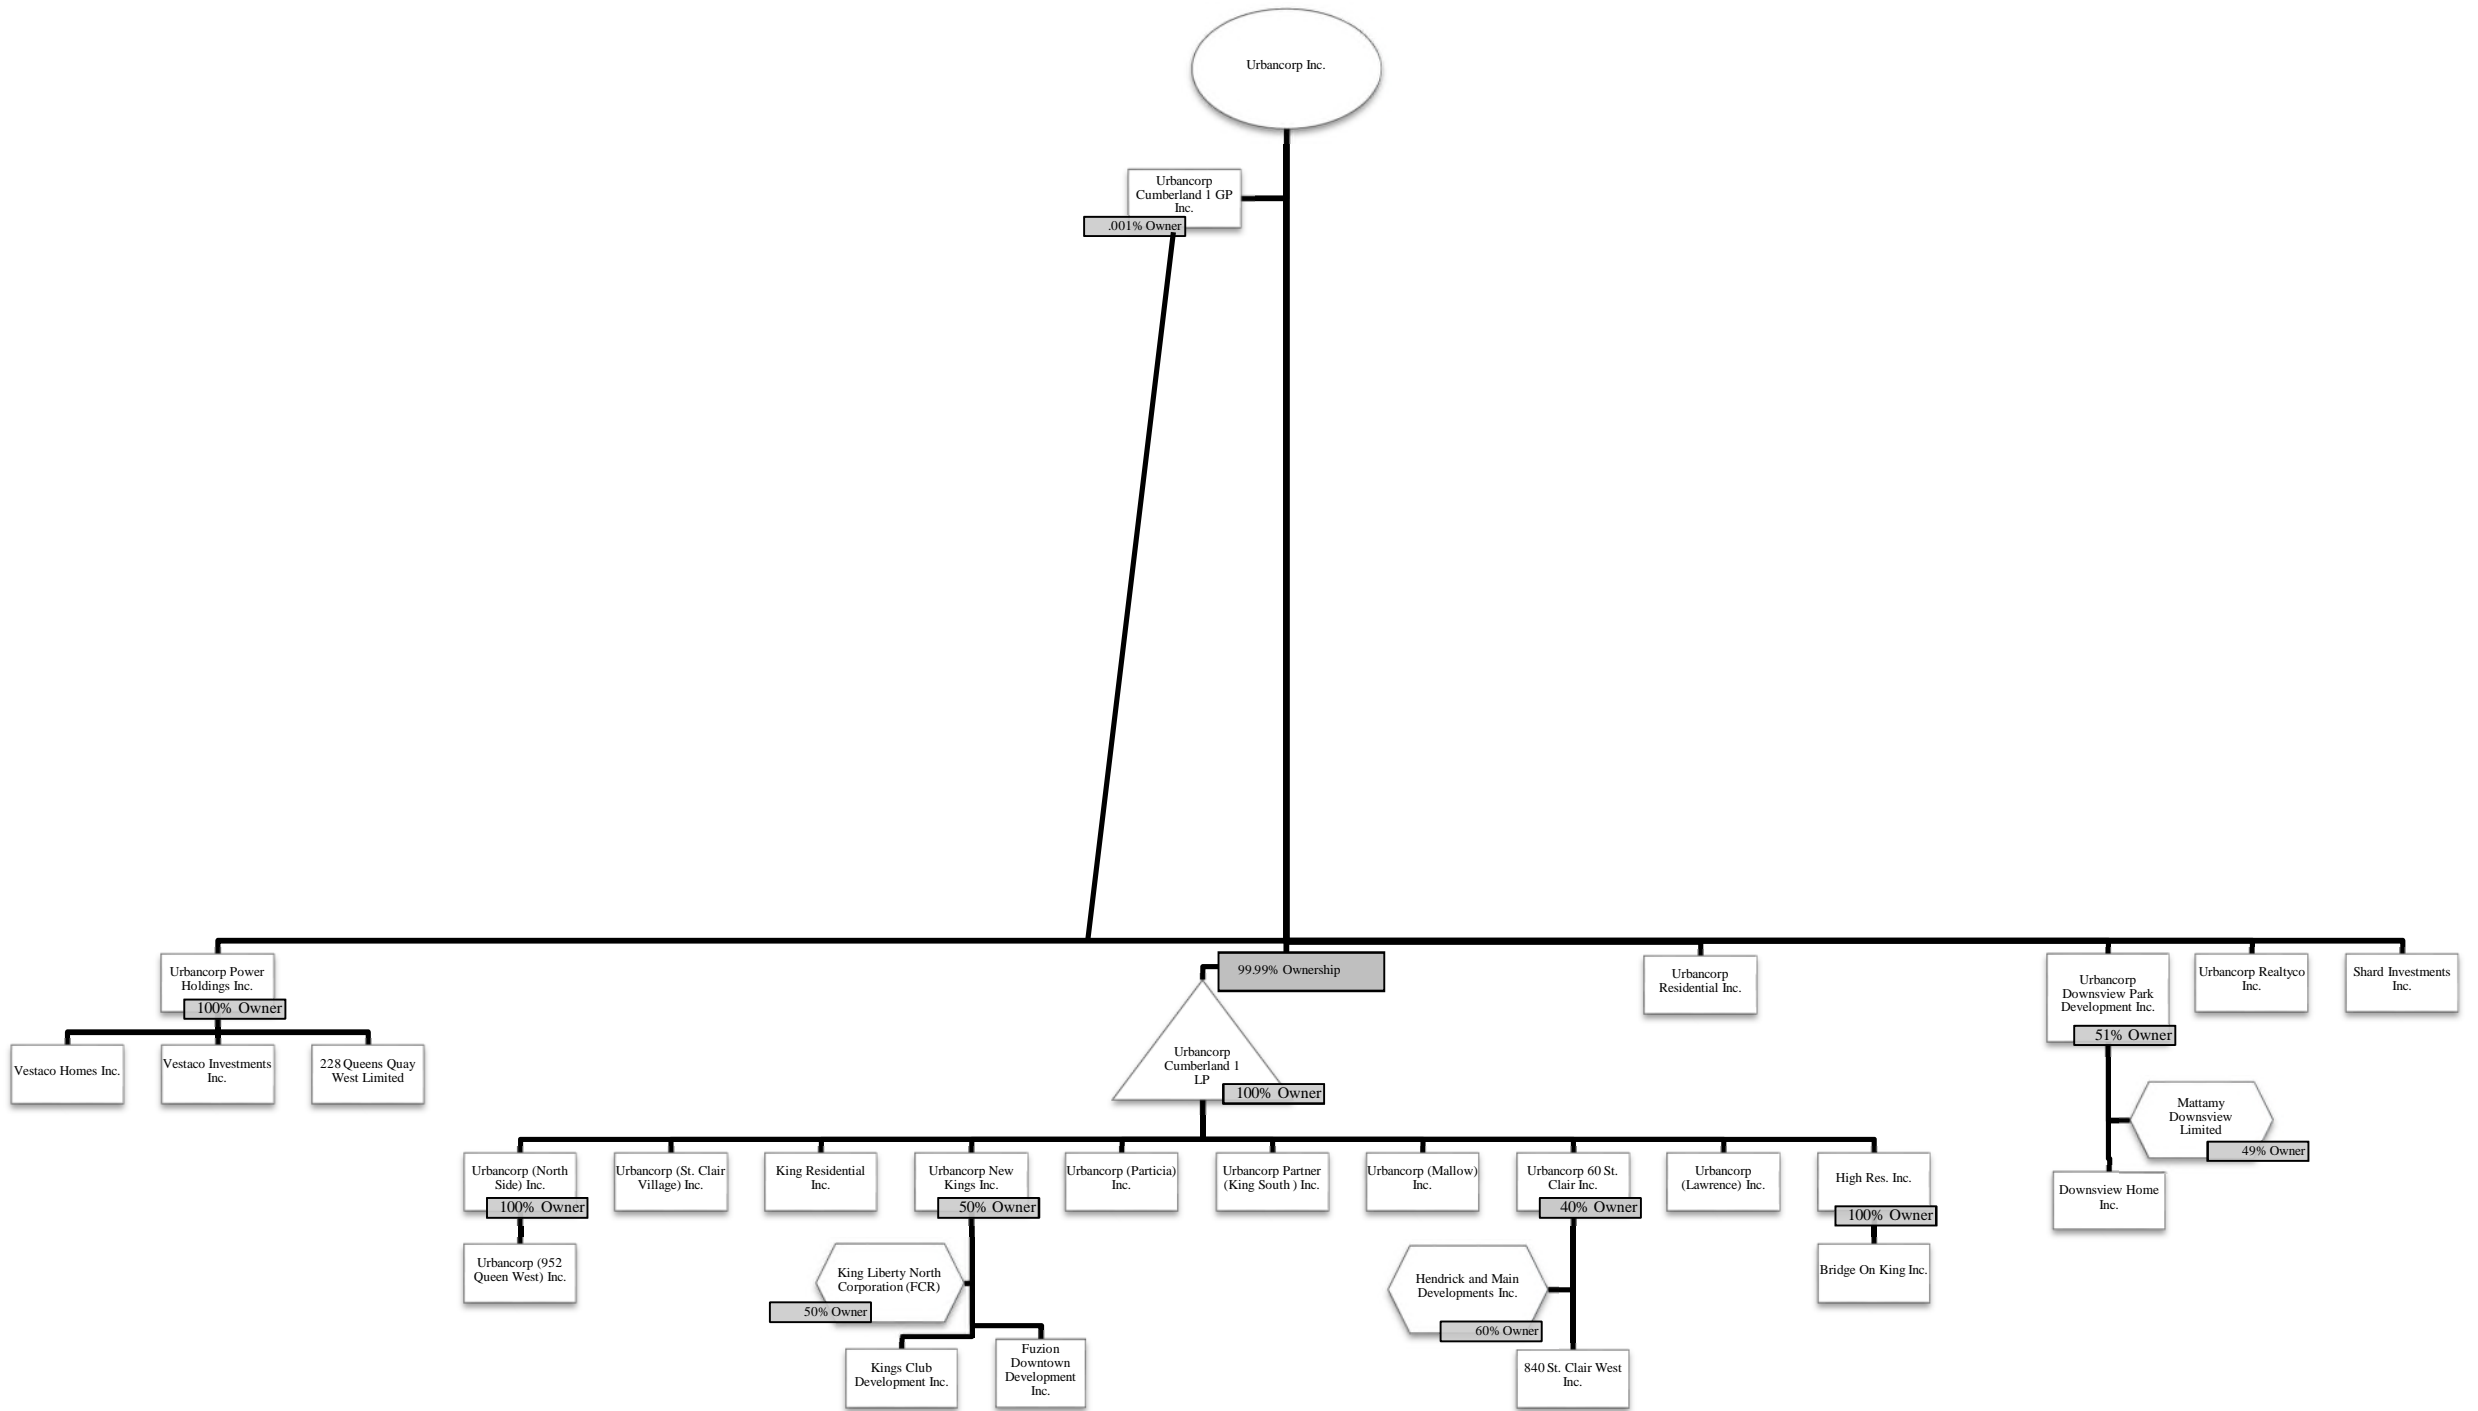 Urbancorp Inc.
Urbancorp
Cumberland 1 GP
Inc.
.001% Owner
Urbancorp Power
Holdings Inc.
100% Owner
99.99% Ownership
Urbancorp
Residential Inc.
Urbancorp
Downsview Park
Development Inc.
51% Owner
Urbancorp Realtyco
Inc.
Shard Investments
Inc.
Vestaco Homes Inc.
Vestaco Investments
Inc.
228 Queens Quay
West Limited
Urbancorp
Cumberland 1
LP
100% Owner
Mattamy
Downsview
Limited
49% Owner
Downsview Home
Inc.
Urbancorp (North
Side) Inc.
100% Owner
Urbancorp (St. Clair
Village) Inc.
King Residential
Inc.
Urbancorp New
Kings Inc.
50% Owner
Urbancorp (Particia)
Inc.
Urbancorp Partner
(King South ) Inc.
Urbancorp (Mallow)
Inc.
Urbancorp 60 St.
Clair Inc.
40% Owner
Urbancorp
(Lawrence) Inc.
High Res. Inc.
100% Owner
Urbancorp (952
Queen West) Inc.
King Liberty North
Corporation (FCR)
50% Owner
Hendrick and Main
Developments Inc.
60% Owner
Bridge On King Inc.
Kings Club
Development Inc.
Fuzion
Downtown
Development
Inc.
840 St. Clair West
Inc.